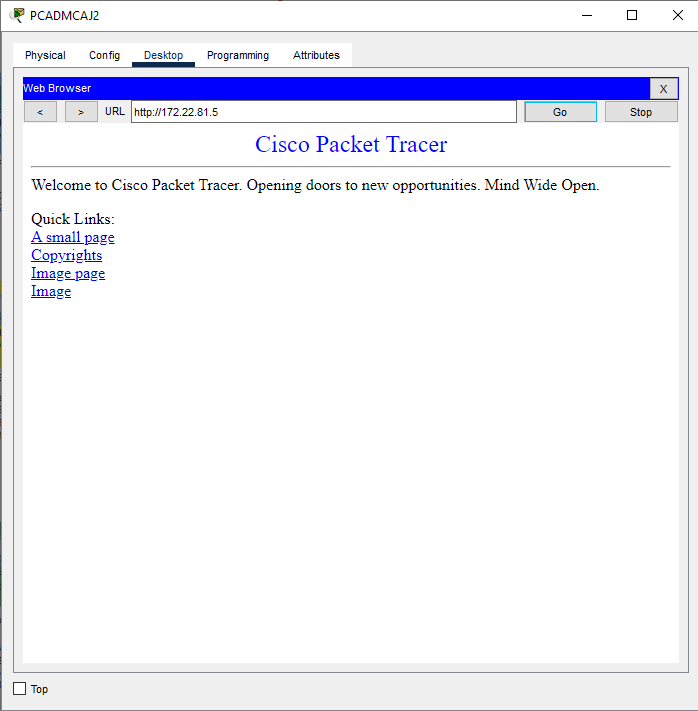 PCADMCAJ2
Physical Config Desktop Programming Attributes
Web Browser X
< > URL http://172.22.81.5 Go Stop
Cisco Packet Tracer
Welcome to Cisco Packet Tracer. Opening doors to new opportunities. Mind Wide Open.
Quick Links:
A small page
Copyrights
Image page
Image
Top